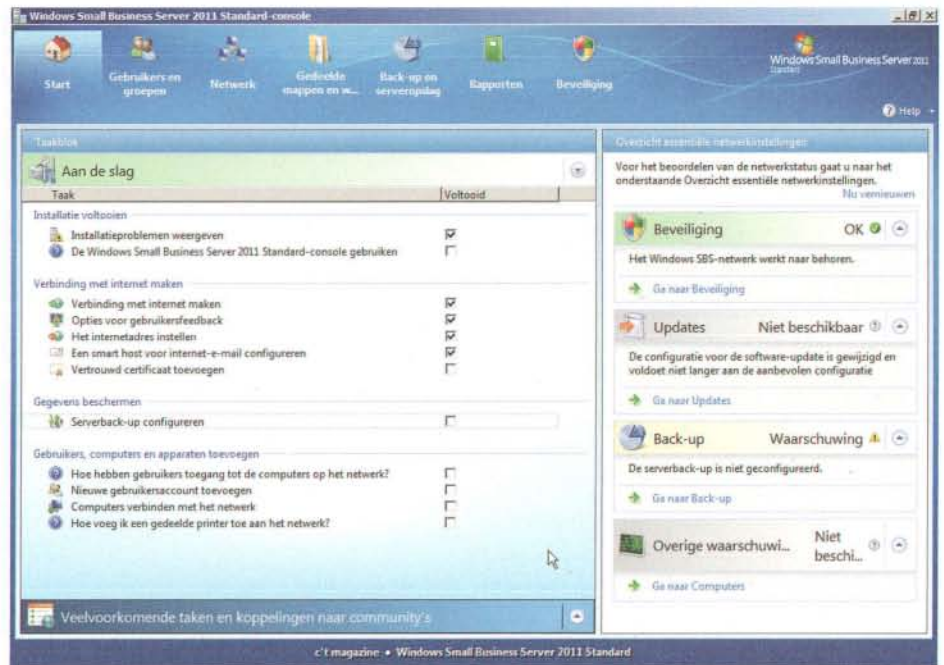 Windows Small Business Server 2011 Standard-console
Start
Gebruikers en groepen
Netwerk
Gedeelde mappen en w...
Back-up en serveropslag
Rapporten
Beveiliging
Windows Small Business Server 2011
Standard
Help
Taakblok
Aan de slag
Taak Voltooid
Installatie voltooien
Installatieproblemen weergeven
De Windows Small Business Server 2011 Standard-console gebruiken
Verbinding met internet maken
Verbinding met internet maken
Opties voor gebruikersfeedback
Het internetadres instellen
Een smart host voor internet-e-mail configureren
Vertrouwd certificaat toevoegen
Gegevens beschermen
Serverback-up configureren
Gebruikers, computers en apparaten toevoegen
Hoe hebben gebruikers toegang tot de computers op het netwerk?
Nieuwe gebruikersaccount toevoegen
Computers verbinden met het netwerk
Hoe voeg ik een gedeelde printer toe aan het netwerk?
Veelvoorkomende taken en koppelingen naar community's
Overzicht essentiële netwerkinstellingen
Voor het beoordelen van de netwerkstatus gaat u naar het
onderstaande Overzicht essentiële netwerkinstellingen.
Nu vernieuwen
Beveiliging OK
Het Windows SBS-netwerk werkt naar behoren.
Ga naar Beveiliging
Updates Niet beschikbaar
De configuratie voor de software-update is gewijzigd en
voldoet niet langer aan de aanbevolen configuratie
Ga naar Updates
Back-up Waarschuwing
De serverback-up is niet geconfigureerd.
Ga naar Back-up
Overige waarschuwi... Niet beschi...
Ga naar Computers
c't magazine • Windows Small Business Server 2011 Standard